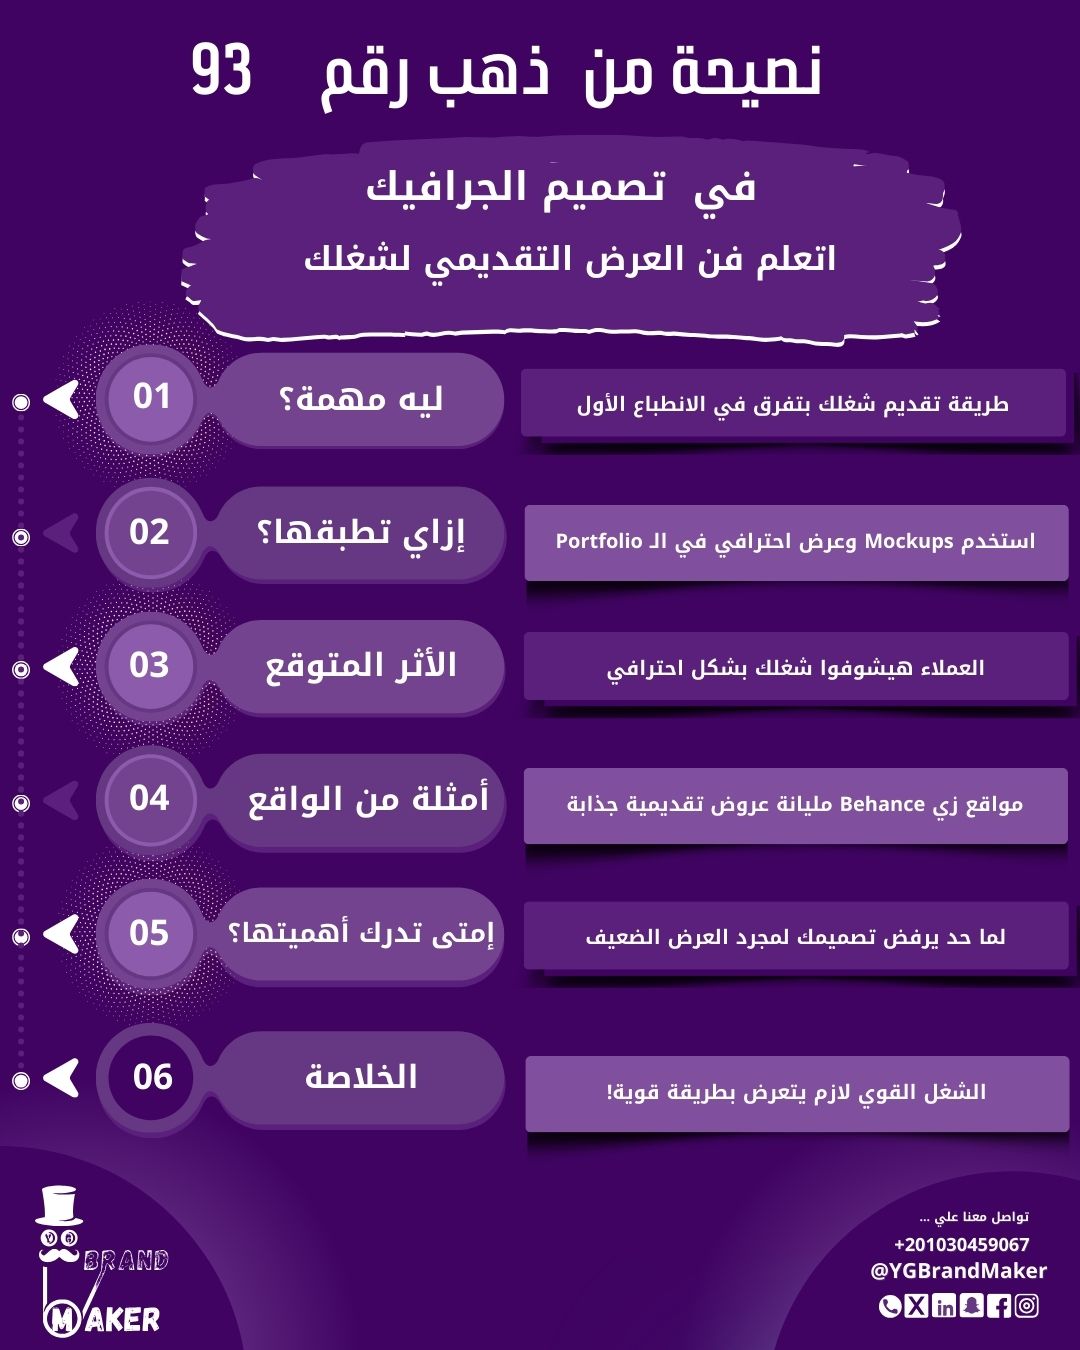 نصيحة من ذهب رقم 93
في تصميم الجرافيك
اتعلم فن العرض التقديمي لشغلك
01
ليه مهمة؟
طريقة تقديم شغلك بتفرق في الانطباع الأول
02
إزاي تطبقها؟
استخدم Mockups وعرض احترافي في الـ Portfolio
03
الأثر المتوقع
العملاء هيشوفوا شغلك بشكل احترافي
04
أمثلة من الواقع
مواقع زي Behance مليانة عروض تقديمية جذابة
05
إمتى تدرك أهميتها؟
لما حد يرفض تصميمك لمجرد العرض الضعيف
06
الخلاصة
الشغل القوي لازم يتعرض بطريقة قوية!
تواصل معنا علي ...
+201030459067
@YGBrandMaker
YG
BRAND
MAKER